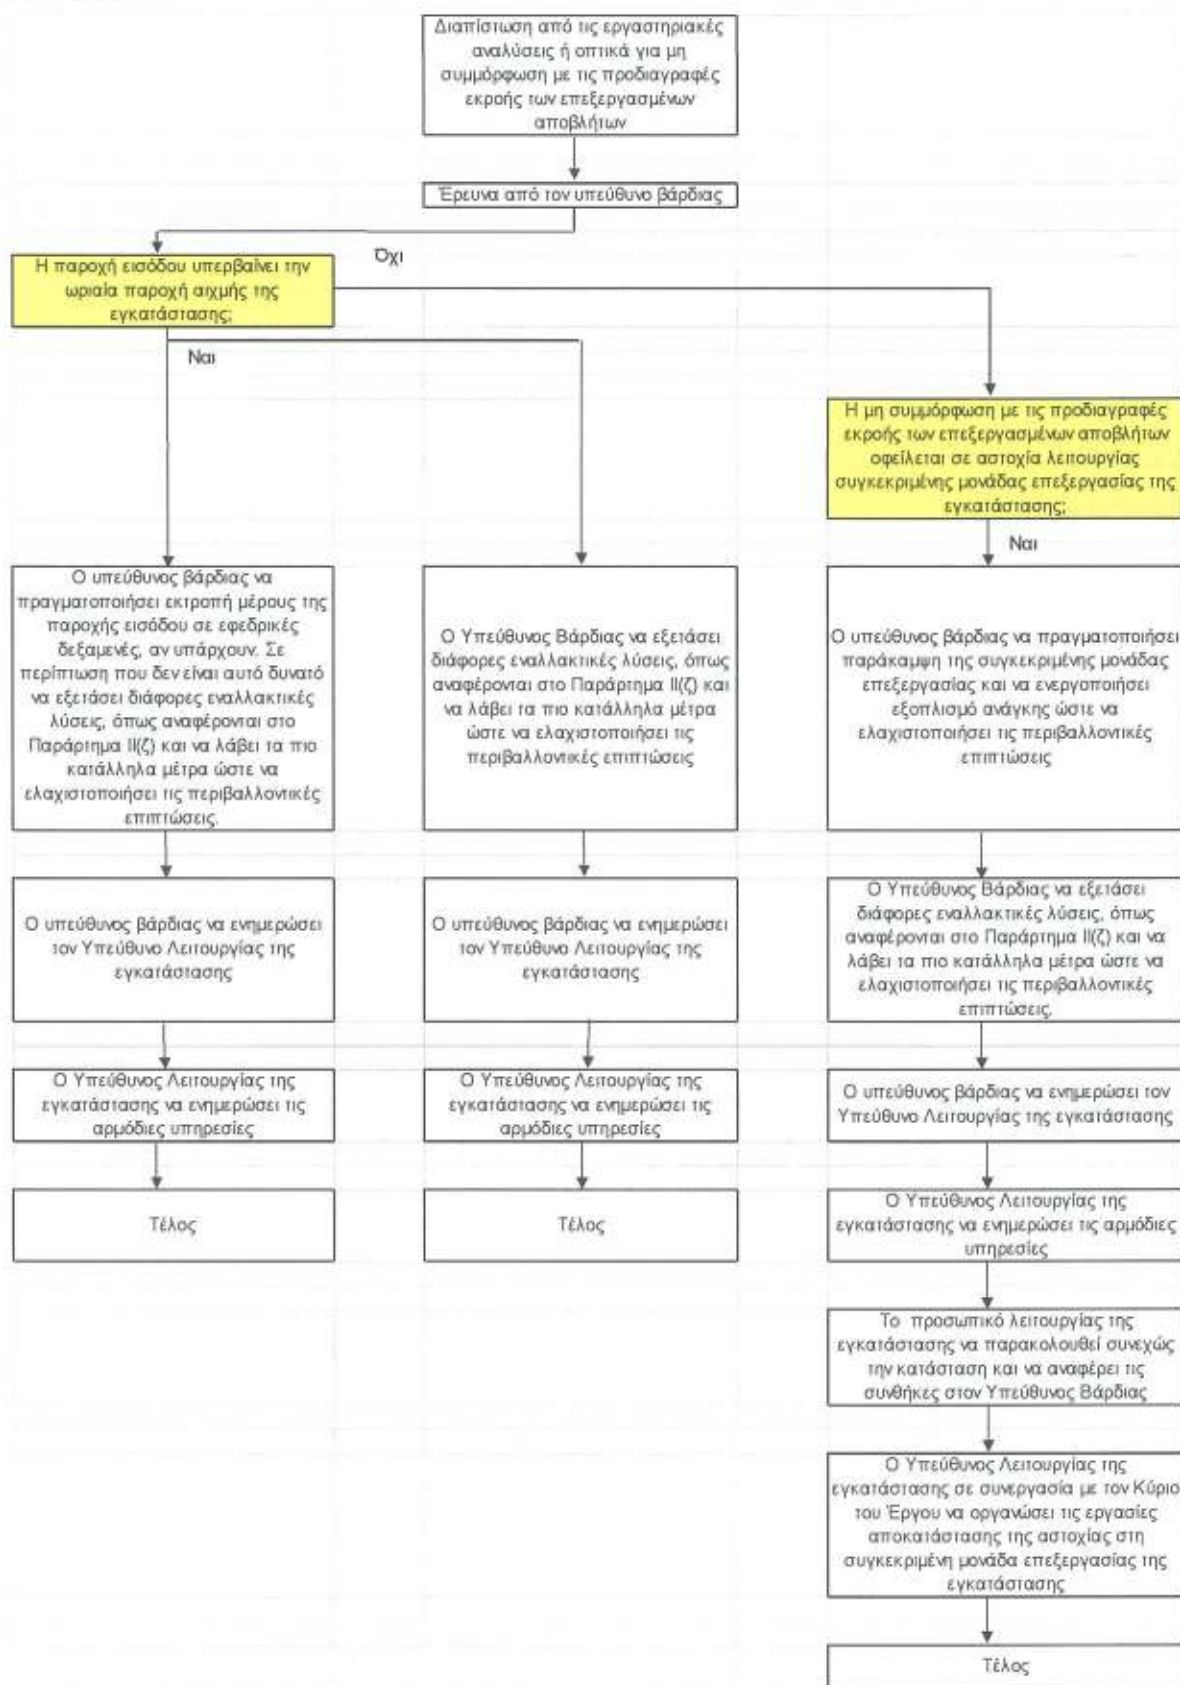 Διαπίστωση από τις εργαστηριακές
αναλύσεις ή οπτικά για μη
συμμόρφωση με τις προδιαγραφές
εκροής των επεξεργασμένων
αποβλήτων
Έρευνα από τον υπεύθυνο βάρδιας
Όχι
Η παροχή εισόδου υπερβαίνει την
ωριαία παροχή αιχμής της
εγκατάστασης;
Ναι
Η μη συμμόρφωση με τις προδιαγραφές
εκροής των επεξεργασμένων αποβλήτων
οφείλεται σε αστοχία λειτουργίας
συγκεκριμένης μονάδας επεξεργασίας της
εγκατάστασης;
Ναι
Ο υπεύθυνος βάρδιας να
πραγματοποιήσει εκτροπή μέρους της
παροχής εισόδου σε εφεδρικές
δεξαμενές, αν υπάρχουν. Σε
περίπτωση που δεν είναι αυτό δυνατό
να εξετάσει διάφορες εναλλακτικές
λύσεις, όπως αναφέρονται στο
Παράρτημα ΙΙ(ζ) και να λάβει τα πιο
κατάλληλα μέτρα ώστε να
ελαχιστοποιήσει τις περιβαλλοντικές
επιπτώσεις.
Ο Υπεύθυνος Βάρδιας να εξετάσει
διάφορες εναλλακτικές λύσεις, όπως
αναφέρονται στο Παράρτημα ΙΙ(ζ) και
να λάβει τα πιο κατάλληλα μέτρα
ώστε να ελαχιστοποιήσει τις
περιβαλλοντικές επιπτώσεις
Ο υπεύθυνος βάρδιας να πραγματοποιήσει
παράκαμψη της συγκεκριμένης μονάδας
επεξεργασίας και να ενεργοποιήσει
εξοπλισμό ανάγκης ώστε να
ελαχιστοποιήσει τις περιβαλλοντικές
επιπτώσεις
Ο υπεύθυνος βάρδιας να ενημερώσει
τον Υπεύθυνο Λειτουργίας της
εγκατάστασης
Ο υπεύθυνος βάρδιας να ενημερώσει
τον Υπεύθυνο Λειτουργίας της
εγκατάστασης
Ο Υπεύθυνος Βάρδιας να εξετάσει
διάφορες εναλλακτικές λύσεις, όπως
αναφέρονται στο Παράρτημα ΙΙ(ζ) και να
λάβει τα πιο κατάλληλα μέτρα ώστε να
ελαχιστοποιήσει τις περιβαλλοντικές
επιπτώσεις.
Ο Υπεύθυνος Λειτουργίας της
εγκατάστασης να ενημερώσει τις
αρμόδιες υπηρεσίες
Ο Υπεύθυνος Λειτουργίας της
εγκατάστασης να ενημερώσει τις
αρμόδιες υπηρεσίες
Ο υπεύθυνος βάρδιας να ενημερώσει τον
Υπεύθυνο Λειτουργίας της εγκατάστασης
Τέλος
Τέλος
Ο Υπεύθυνος Λειτουργίας της
εγκατάστασης να ενημερώσει τις αρμόδιες
υπηρεσίες
Το προσωπικό λειτουργίας της
εγκατάστασης να παρακολουθεί συνεχώς
την κατάσταση και να αναφέρει τις
συνθήκες στον Υπεύθυνος Βάρδιας
Ο Υπεύθυνος Λειτουργίας της
εγκατάστασης σε συνεργασία με τον Κύριο
του Έργου να οργανώσει τις εργασίες
αποκατάστασης της αστοχίας στη
συγκεκριμένη μονάδα επεξεργασίας της
εγκατάστασης
Τέλος